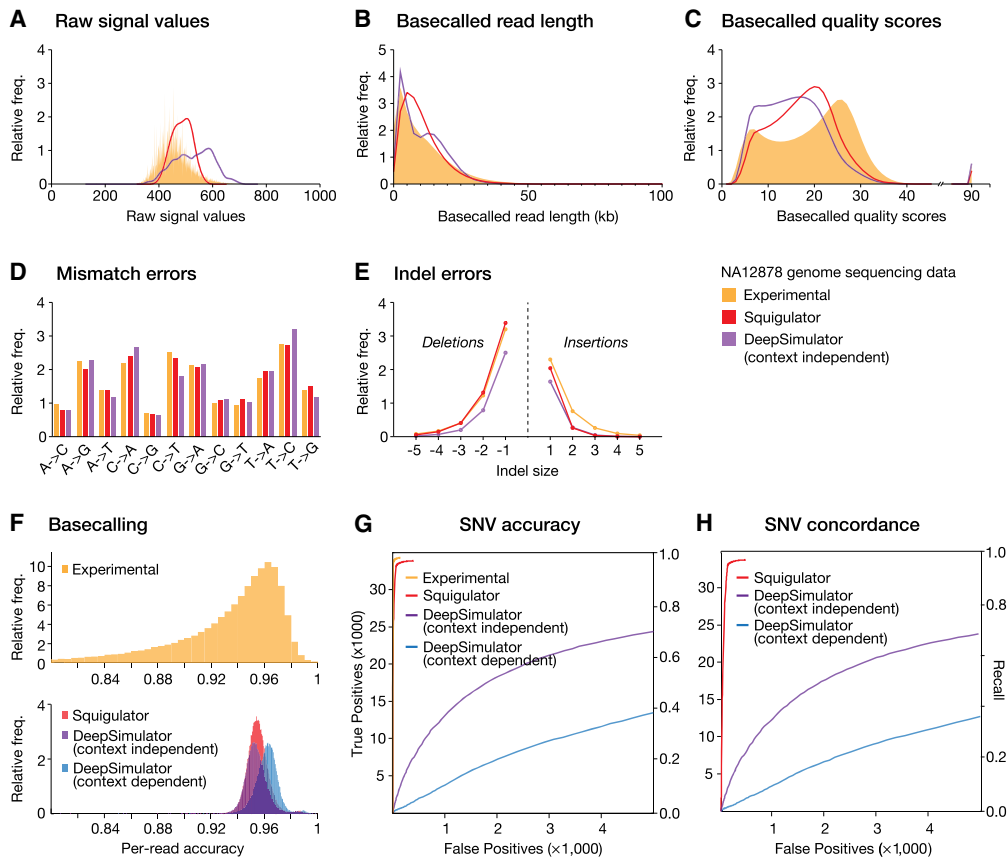 A Raw signal values
Relative freq.
4
3
2
1
0
0 200 400 600 800 1000
Raw signal values
B Basecalled read length
Relative freq.
5
4
3
2
1
0
0 50 100
Basecalled read length (kb)
C Basecalled quality scores
Relative freq.
4
3
2
1
0
0 10 20 30 40 90
Basecalled quality scores
D Mismatch errors
Relative freq.
4
3
2
1
0
A->C A->G A->T C->A C->G C->T G->A G->C G->T T->A T->C T->G
E Indel errors
Relative freq.
4
3
2
1
0
Deletions Insertions
-5 -4 -3 -2 -1 1 2 3 4 5
Indel size
NA12878 genome sequencing data
Experimental
Squigulator
DeepSimulator
(context independent)
F Basecalling
Relative freq.
10
8
6
4
2
0
Experimental
0.84 0.88 0.92 0.96 1
Relative freq.
4
2
0
Squigulator
DeepSimulator
(context independent)
DeepSimulator
(context dependent)
0.84 0.88 0.92 0.96 1
Per-read accuracy
G SNV accuracy
True Positives (x1000)
30
25
20
15
10
5
Experimental
Squigulator
DeepSimulator
(context independent)
DeepSimulator
(context dependent)
1.0
0.8
0.6
0.4
0.2
0.0
1 2 3 4
False Positives (×1,000)
H SNV concordance
30
25
20
15
10
5
Squigulator
DeepSimulator
(context independent)
DeepSimulator
(context dependent)
1.0
0.8
Recall
0.4
0.2
0.0
1 2 3 4
False Positives (×1,000)